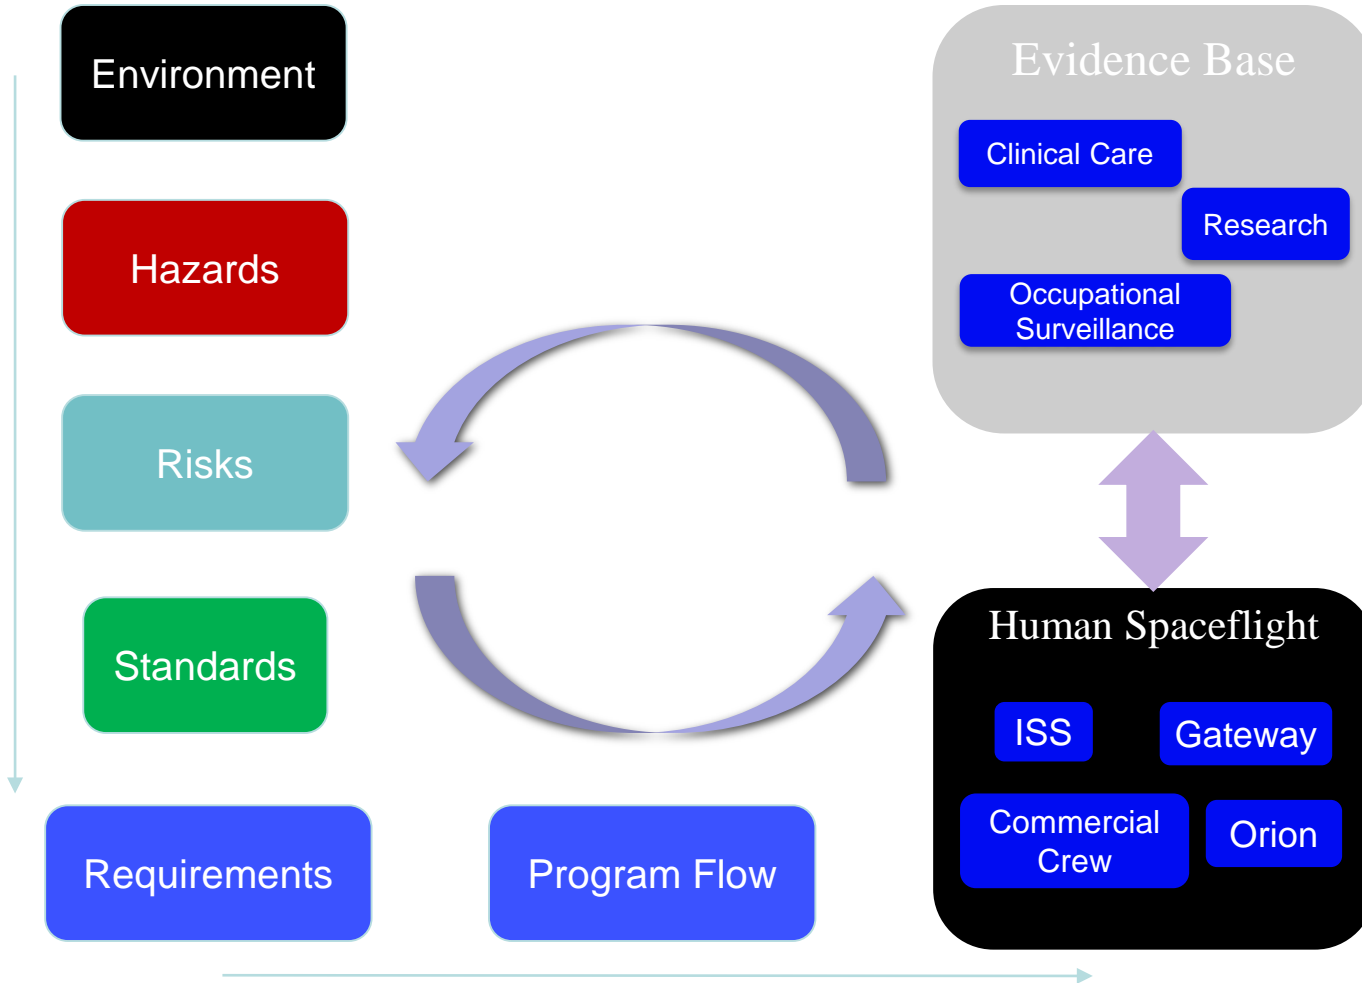 Environment
Hazards
Risks
Standards
Requirements
Program Flow
Evidence Base
Clinical Care
Research
Occupational
Surveillance
Human Spaceflight
ISS
Gateway
Commercial
Crew
Orion